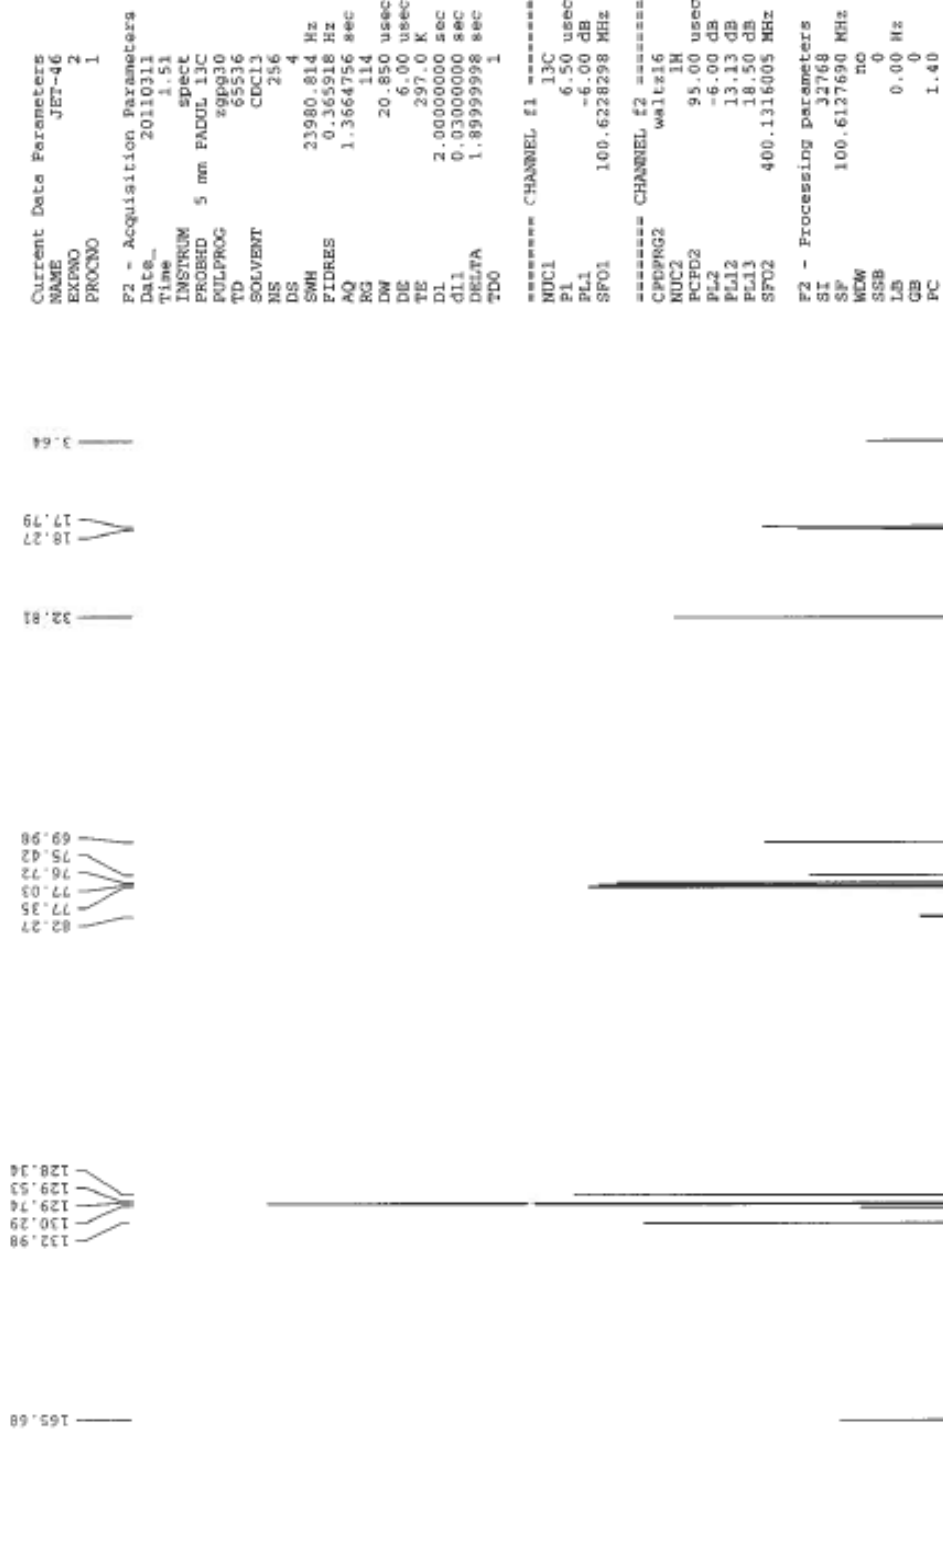 Current Data Parameters
NAME JET-46
EXPNO 2
PROCNO 1
F2 - Acquisition Parameters
Date_ 20110311
Time 1.51
INSTRUM spect
PROBHD 5 mm PADUL 13C
PULPROG zgpg30
TD 65536
SOLVENT CDCl3
NS 256
DS 4
SWH 23980.814 Hz
FIDRES 0.365918 Hz
AQ 1.3664756 sec
RG 114
DW 20.850 usec
DE 6.00 usec
TE 297.0 K
D1 2.00000000 sec
d11 0.03000000 sec
DELTA 1.89999998 sec
TD0 1
======== CHANNEL f1 ========
NUC1 13C
P1 6.50 usec
PL1 -6.00 dB
SFO1 100.6228298 MHz
======== CHANNEL f2 ========
CPDPRG2 waltz16
NUC2 1H
PCPD2 95.00 usec
PL2 -6.00 dB
PL12 13.13 dB
PL13 18.50 dB
SFO2 400.1316005 MHz
F2 - Processing parameters
SI 32768
SF 100.6127690 MHz
WDW no
SSB 0
LB 0.00 Hz
GB 0
PC 1.40
3.64
17.79
18.27
32.81
69.98
75.42
76.72
77.03
77.35
82.27
128.34
129.53
129.74
130.29
132.98
165.68